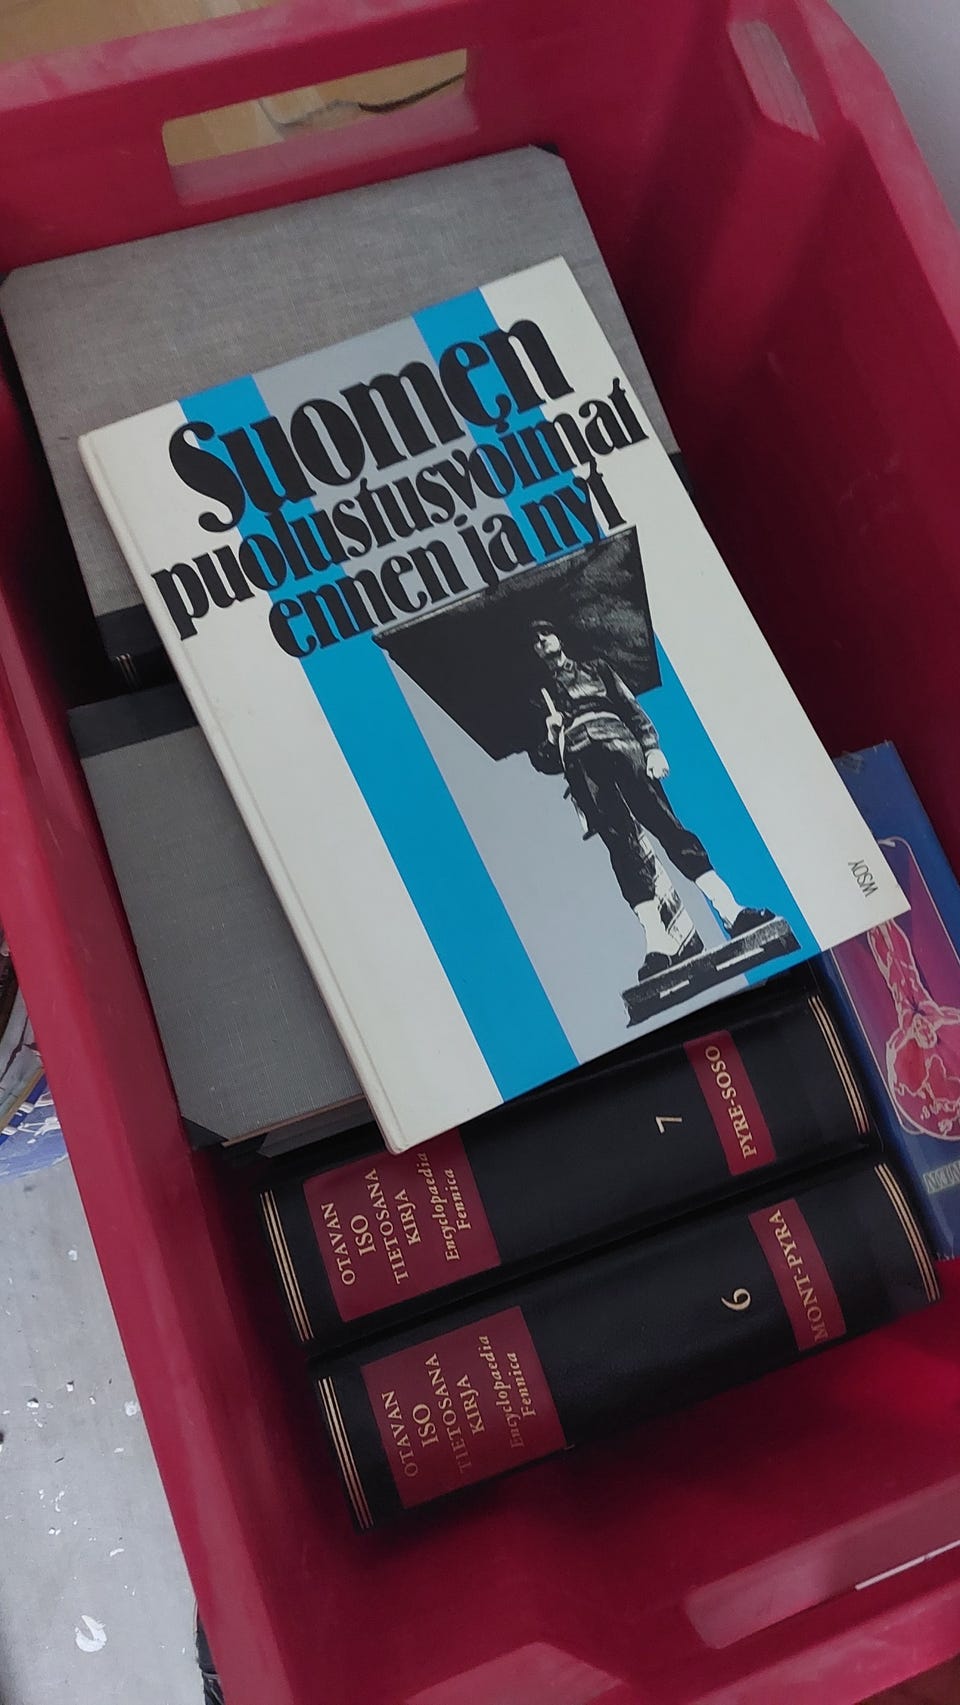 Suomen
puolustusvoimat
ennen ja nyt
WSOY
OTAVAN
ISO
TIETOSANA
KIRJA
Encyclopaedia
Fennica
7
PYRE-SOSO
OTAVAN
ISO
TIETOSANA
KIRJA
Encyclopaedia
Fennica
6
MONT-PYRA